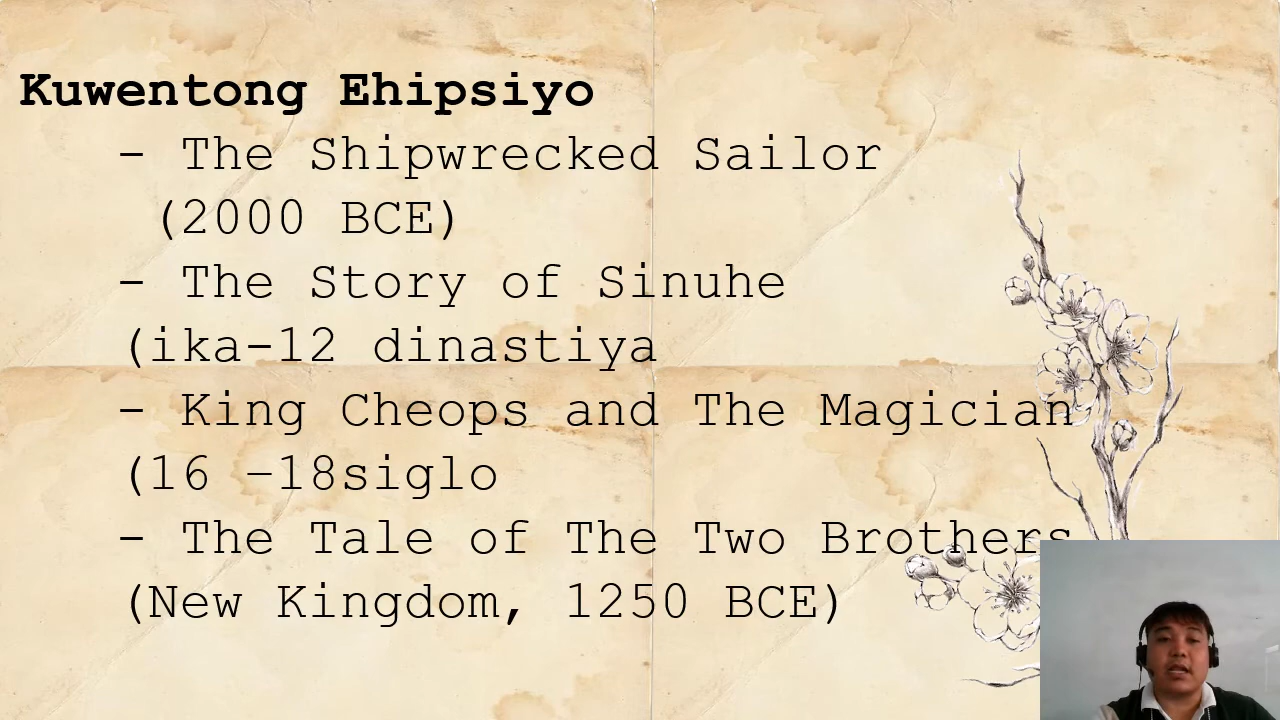 Kuwentong Ehipsiyo
- The Shipwrecked Sailor
(2000 BCE)
- The Story of Sinuhe
(ika-12 dinastiya
- King Cheops and The Magician
(16 –18siglo
- The Tale of The Two Brothers
(New Kingdom, 1250 BCE)